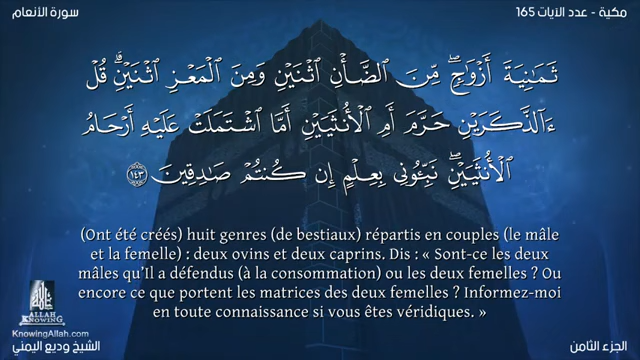 مكية - عدد الآيات 165
سورة الأنعام
ثَمَـٰنِيَةَ أَزْوَٰجٍۢ ۖ مِّنَ ٱلضَّأْنِ ٱثْنَيْنِ وَمِنَ ٱلْمَعْزِ ٱثْنَيْنِ ۗ قُلْ
ءَآلذَّكَرَيْنِ حَرَّمَ أَمِ ٱلْأُنثَيَيْنِ أَمَّا ٱشْتَمَلَتْ عَلَيْهِ أَرْحَامُ
ٱلْأُنثَيَيْنِ ۖ نَبِّـُٔونِى بِعِلْمٍ إِن كُنتُمْ صَـٰدِقِينَ ١٤٣
(Ont été créés) huit genres (de bestiaux) répartis en couples (le mâle
et la femelle) : deux ovins et deux caprins. Dis : « Sont-ce les deux
mâles qu’Il a défendus (à la consommation) ou les deux femelles ? Ou
encore ce que portent les matrices des deux femelles ? Informez-moi
en toute connaissance si vous êtes véridiques. »
ALLAH
KNOWING
KnowingAllah.com
الشيخ وديع اليمني
الجزء الثامن